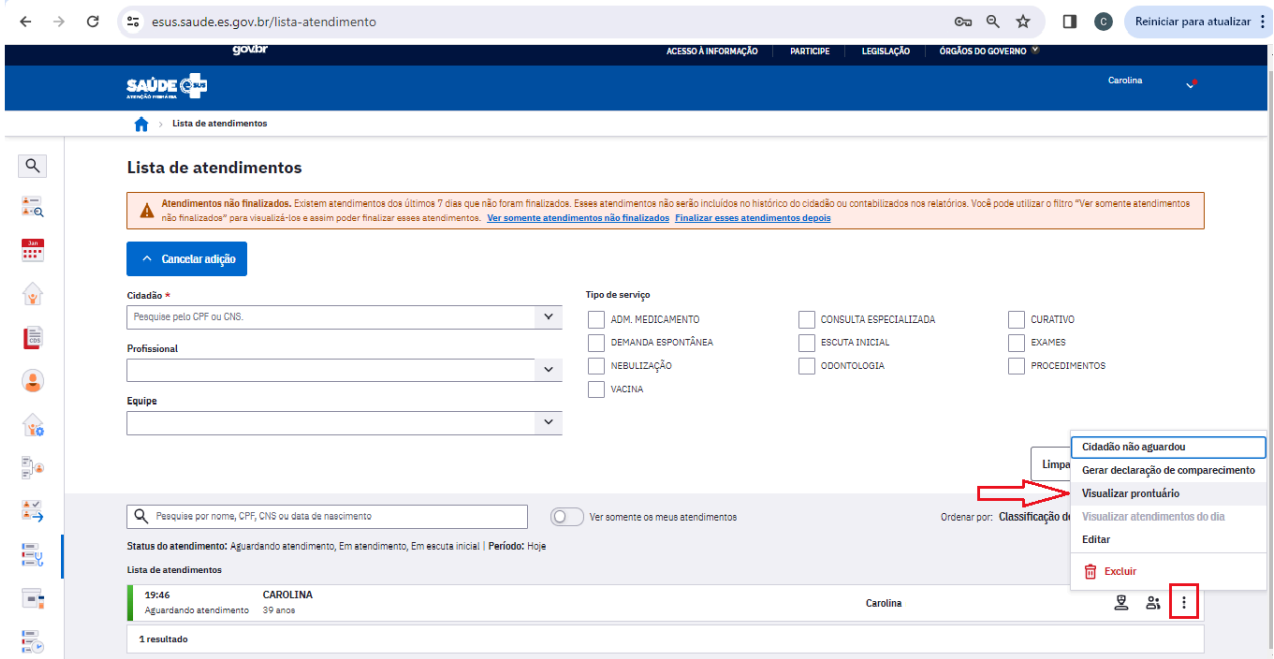 esus.saude.es.gov.br/lista-atendimento
C
Reiniciar para atualizar
gov.br
ACESSO À INFORMAÇÃO PARTICIPE LEGISLAÇÃO ÓRGÃOS DO GOVERNO
SAÚDE e-SUS
ATENÇÃO PRIMÁRIA
Carolina
Lista de atendimentos
Lista de atendimentos
Atendimentos não finalizados. Existem atendimentos dos últimos 7 dias que não foram finalizados. Esses atendimentos não serão incluídos no histórico do cidadão ou contabilizados nos relatórios. Você pode utilizar o filtro "Ver somente atendimentos
não finalizados" para visualizá-los e assim poder finalizar esses atendimentos. Ver somente atendimentos não finalizados Finalizar esses atendimentos depois
Jan
Cancelar adição
Cidadão *
Pesquise pelo CPF ou CNS.
Profissional
Equipe
CDS
Tipo de serviço
ADM. MEDICAMENTO CONSULTA ESPECIALIZADA CURATIVO
DEMANDA ESPONTÂNEA ESCUTA INICIAL EXAMES
NEBULIZAÇÃO ODONTOLOGIA PROCEDIMENTOS
VACINA
Limpa
Cidadão não aguardou
Gerar declaração de comparecimento
Visualizar prontuário
Visualizar atendimentos do dia
Editar
Excluir
Pesquise por nome, CPF, CNS ou data de nascimento
Ver somente os meus atendimentos
Ordenar por: Classificação de
Status do atendimento: Aguardando atendimento, Em atendimento, Em escuta inicial | Período: Hoje
Lista de atendimentos
19:46 CAROLINA
Aguardando atendimento 39 anos
Carolina
1 resultado